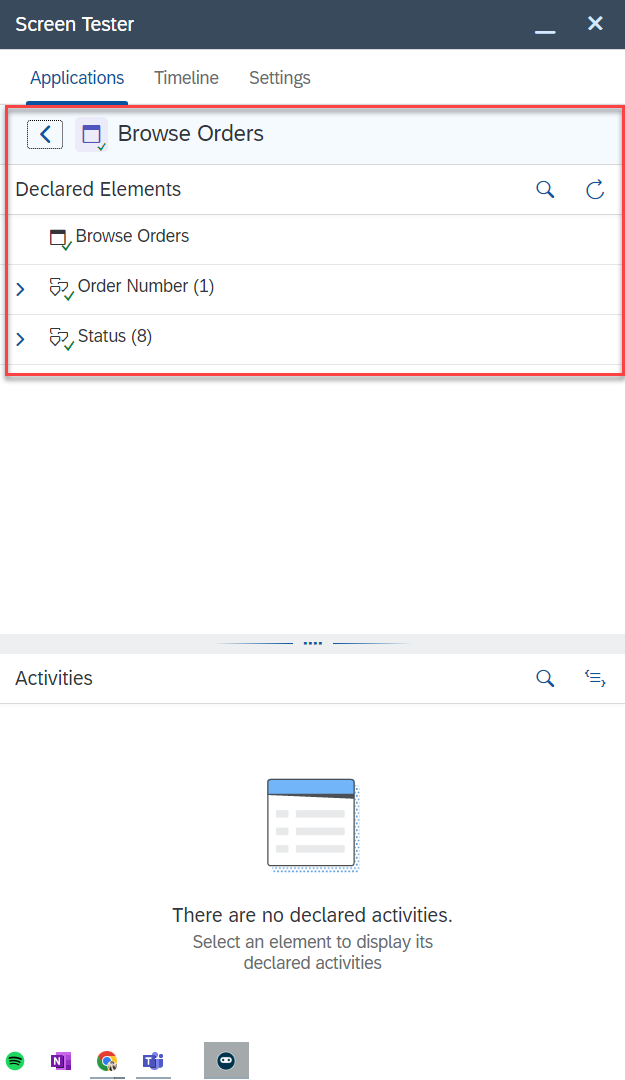 Screen Tester
Applications Timeline Settings
Browse Orders
Declared Elements
Browse Orders
Order Number (1)
Status (8)
Activities
There are no declared activities.
Select an element to display its
declared activities
N